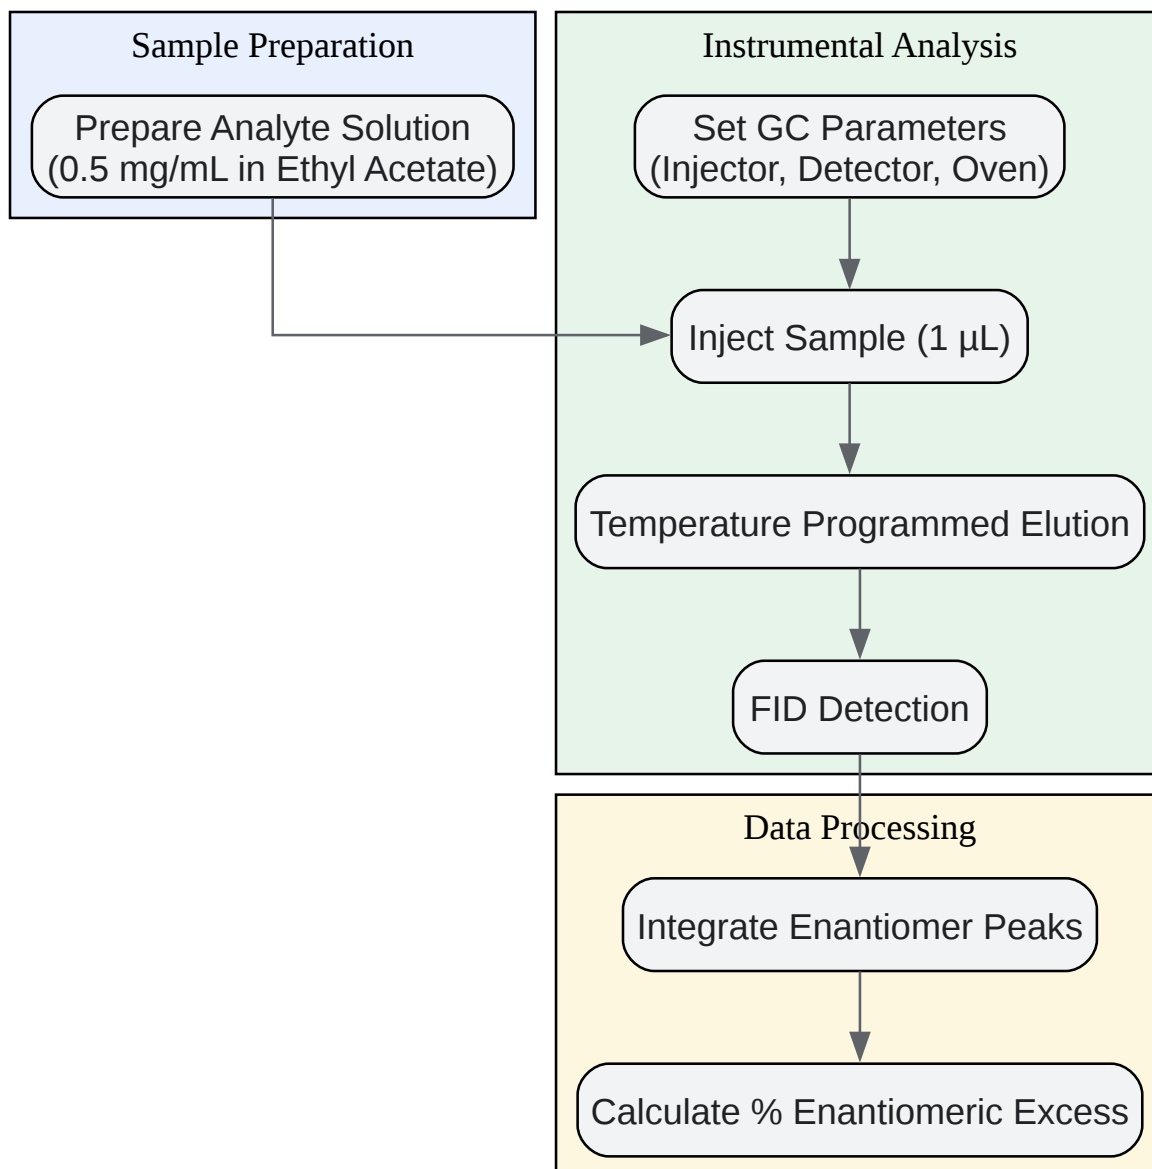 Sample Preparation
Prepare Analyte Solution
(0.5 mg/mL in Ethyl Acetate)
Instrumental Analysis
Set GC Parameters
(Injector, Detector, Oven)
Inject Sample (1 µL)
Temperature Programmed Elution
FID Detection
Data Processing
Integrate Enantiomer Peaks
Calculate % Enantiomeric Excess